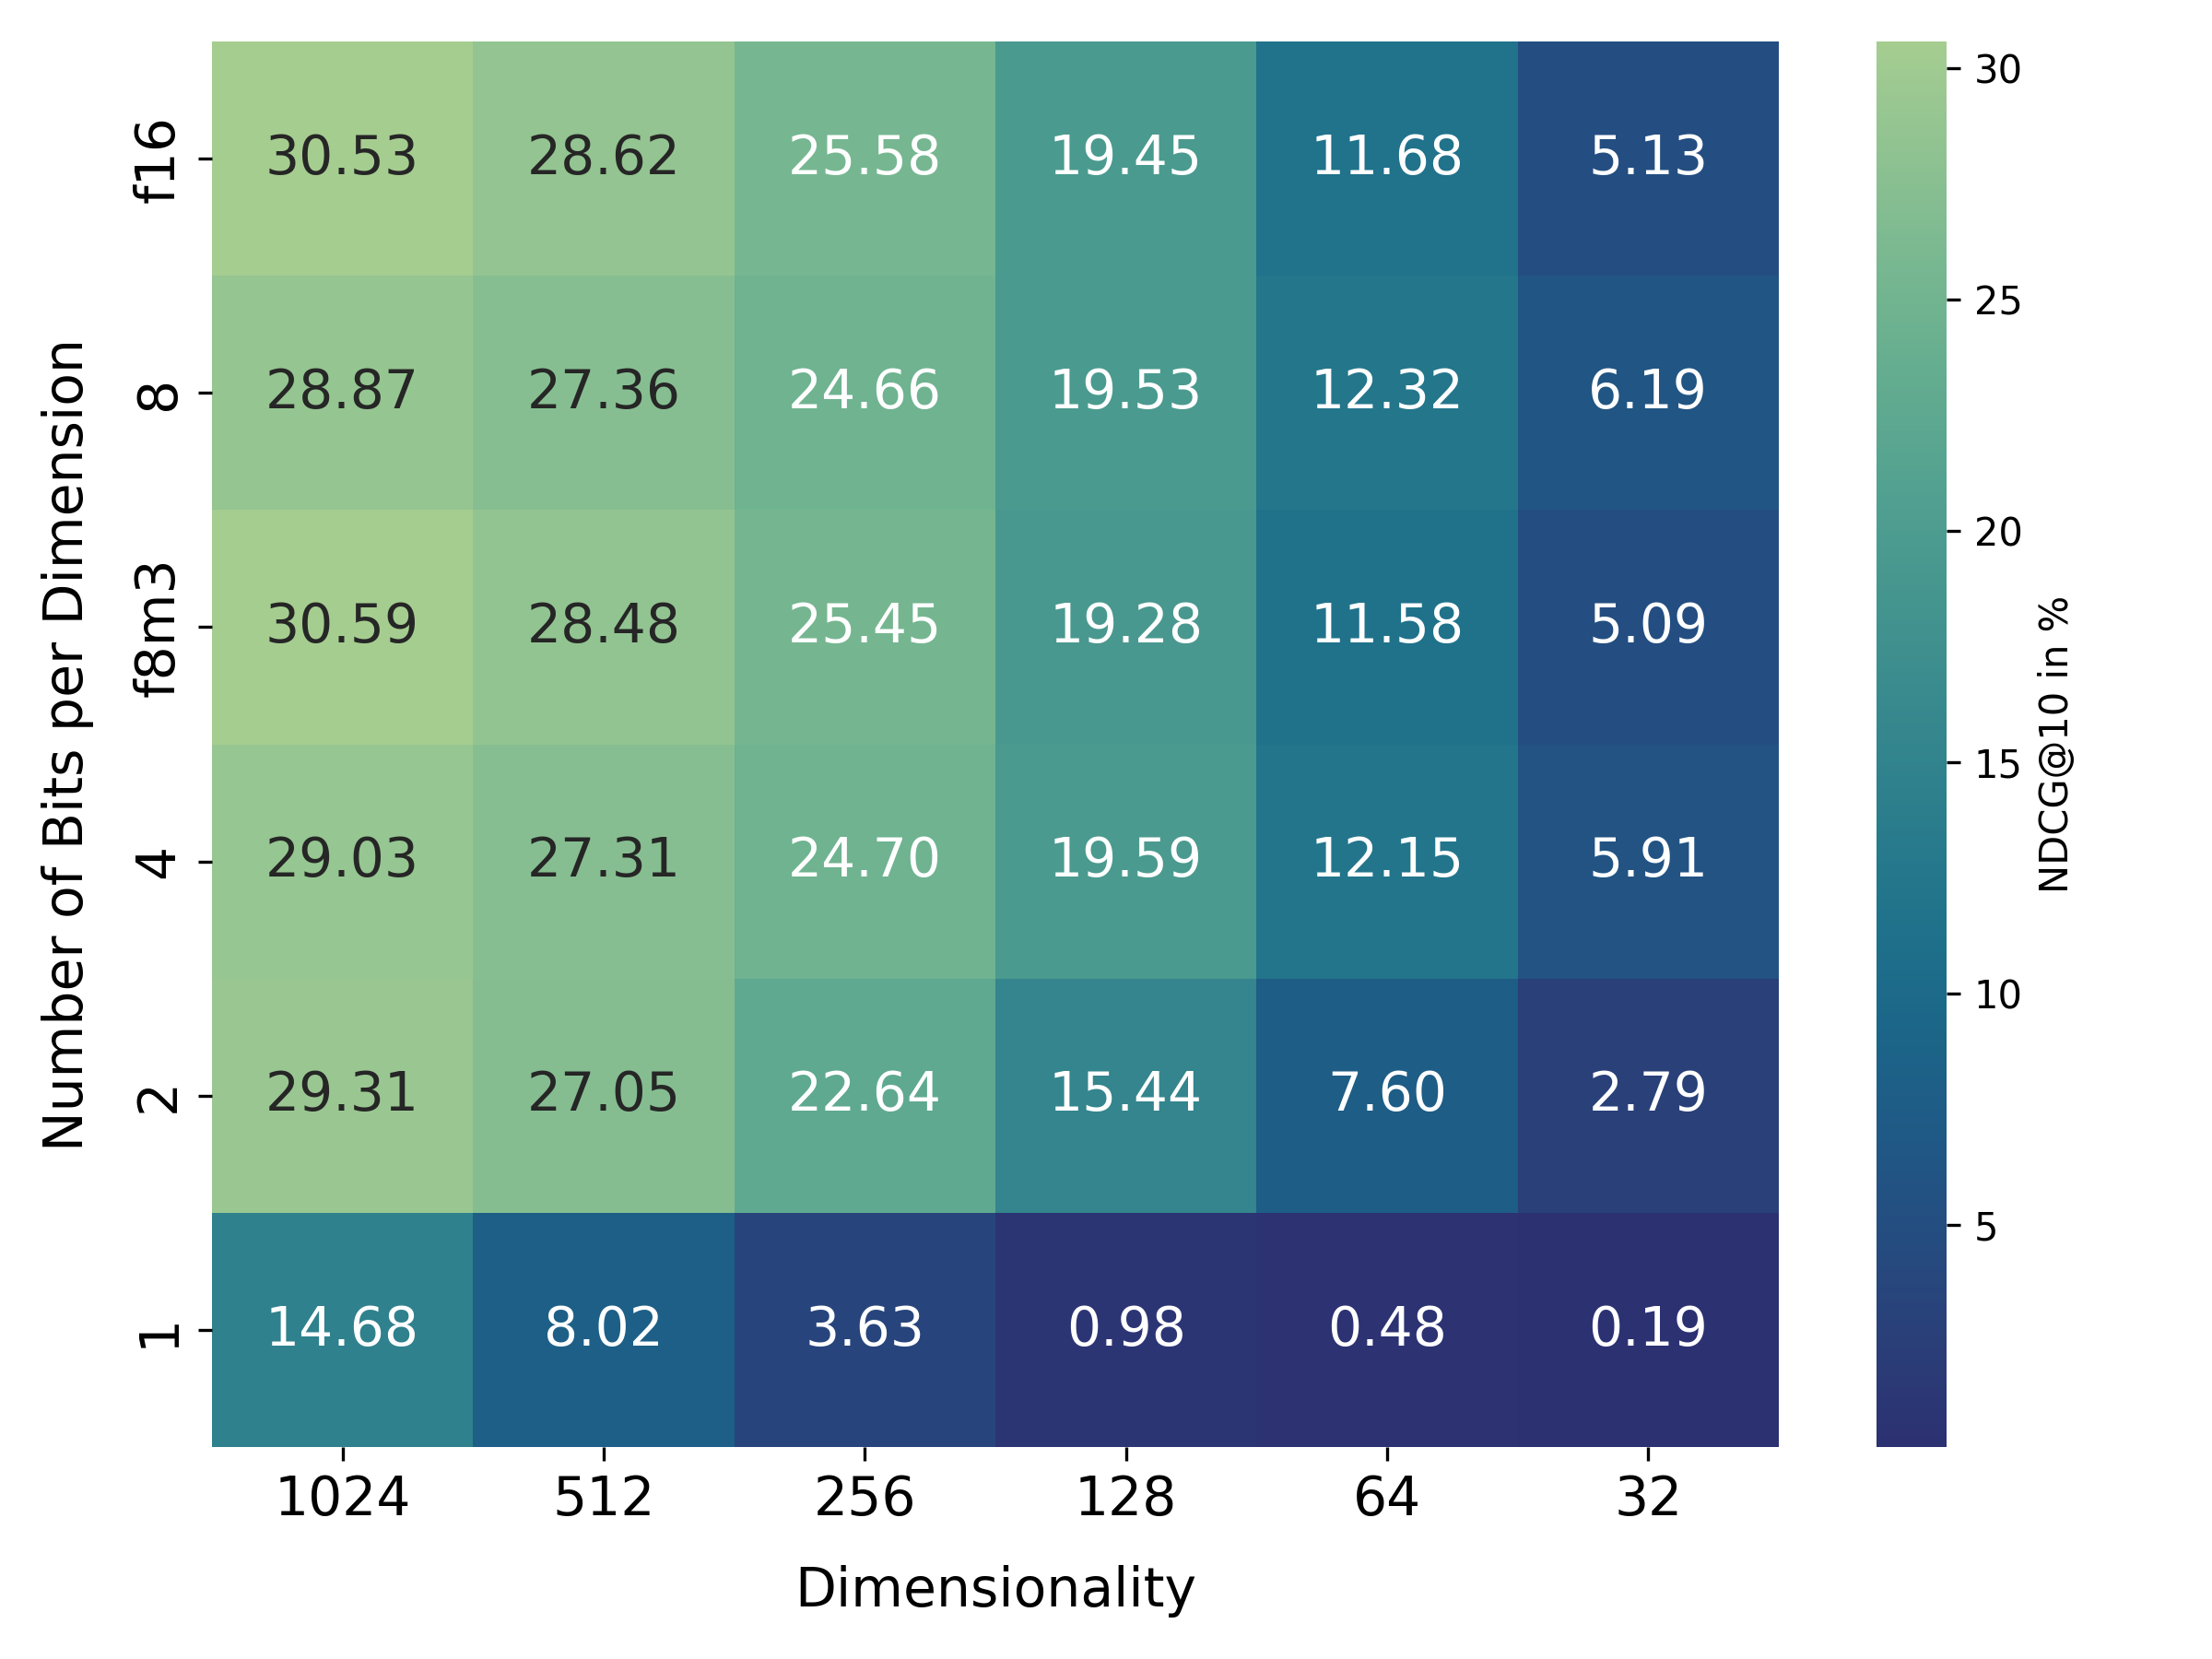 Number of Bits per Dimension
f16 30.53 28.62 25.58 19.45 11.68 5.13
8 28.87 27.36 24.66 19.53 12.32 6.19
f8m3 30.59 28.48 25.45 19.28 11.58 5.09
4 29.03 27.31 24.70 19.59 12.15 5.91
2 29.31 27.05 22.64 15.44 7.60 2.79
1 14.68 8.02 3.63 0.98 0.48 0.19
1024 512 256 128 64 32
Dimensionality
30
25
20
15
10
5
NDCG@10 in %